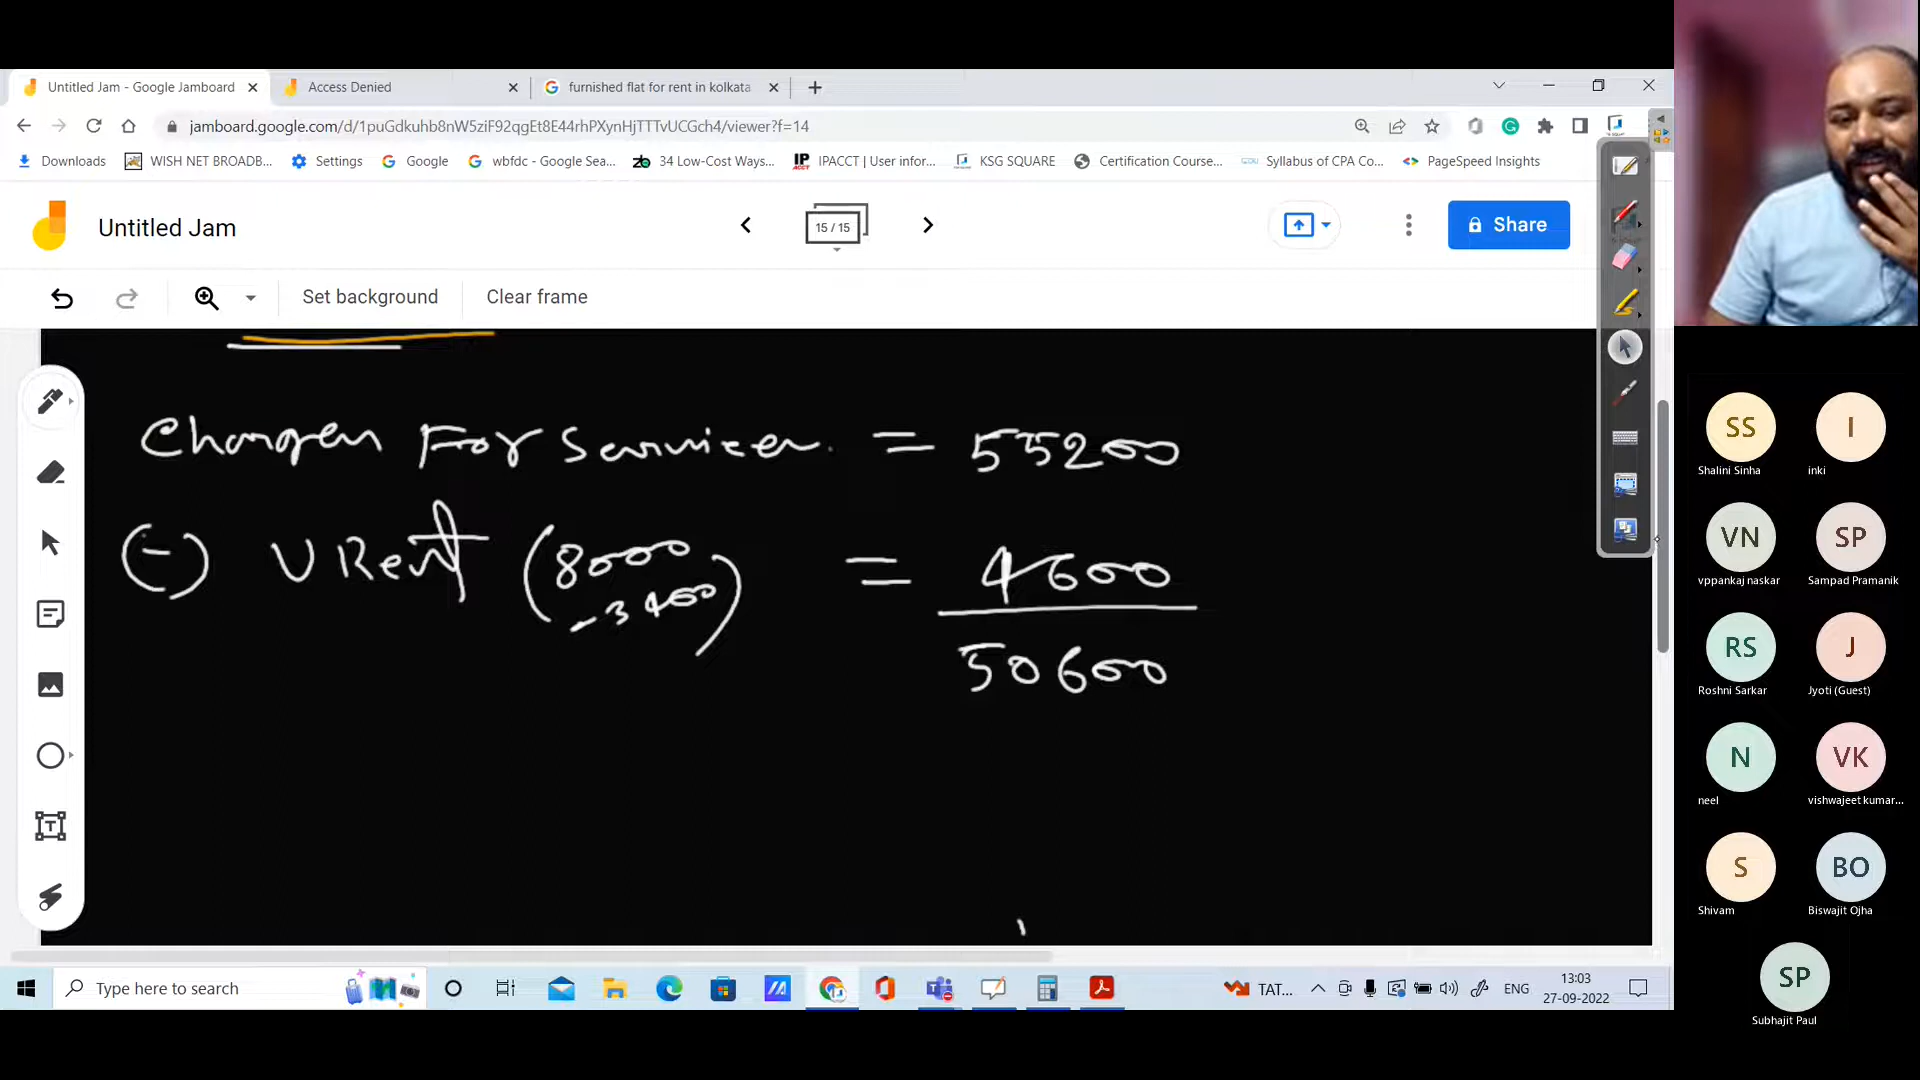 Untitled Jam - Google Jamboard
Access Denied
furnished flat for rent in kolkata
jamboard.google.com/d/1puGdkuhb8nW5ziF92qgEt8E44rhPXynHjTTTvUCGch4/viewer?f=14
Downloads
WISH NET BROADB...
Settings
Google
wbfdc - Google Sea...
34 Low-Cost Ways...
IPACCT | User infor...
KSG SQUARE
Certification Course...
Syllabus of CPA Co...
PageSpeed Insights
Untitled Jam
15 / 15
Share
Set background
Clear frame
Charges For Services. = 55200
(-) U Rent (8000 - 3400) = 4600
50600
SS
Shalini Sinha
I
inki
VN
vppankaj naskar
SP
Sampad Pramanik
RS
Roshni Sarkar
J
Jyoti (Guest)
N
neel
VK
vishwajeet kumar...
S
Shivam
BO
Biswajit Ojha
SP
Subhajit Paul
Type here to search
TAT...
ENG
13:03
27-09-2022